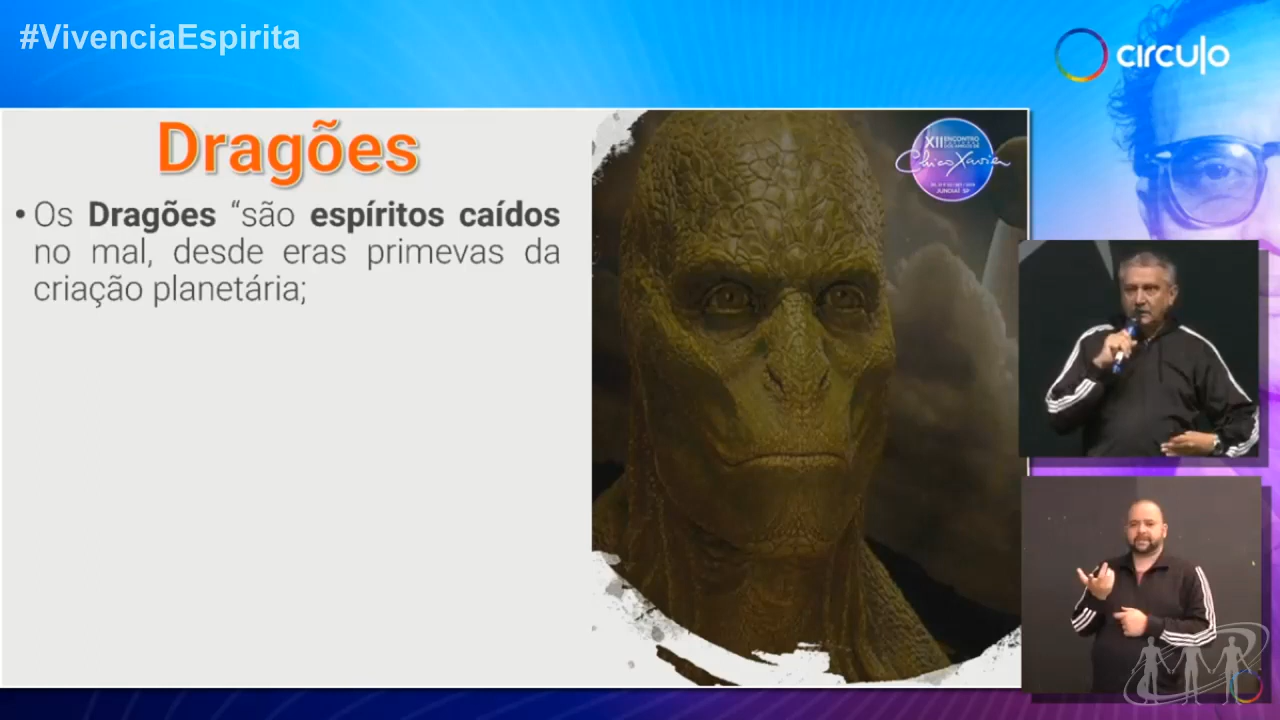 #VivenciaEspirita
circulo
Dragões
• Os Dragões “são espíritos caídos
no mal, desde eras primevas da
criação planetária;
XII ENCONTRO
Chico Xavier
JUNDIAÍ SP